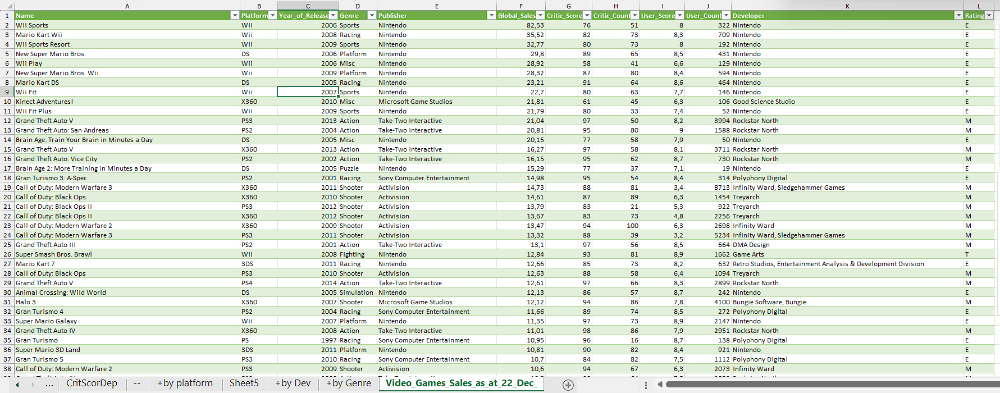 A B C D E F G H I J K L
1 Name Platform Year_of_Release Genre Publisher Global_Sales Critic_Score Critic_Count User_Score User_Count Developer Rating
2 Wii Sports Wii 2006 Sports Nintendo 82,53 76 51 8 322 Nintendo E
3 Mario Kart Wii Wii 2008 Racing Nintendo 35,52 82 73 8,3 709 Nintendo E
4 Wii Sports Resort Wii 2009 Sports Nintendo 32,77 80 73 8 192 Nintendo E
5 New Super Mario Bros. DS 2006 Platform Nintendo 29,8 89 65 8,5 431 Nintendo E
6 Wii Play Wii 2006 Misc Nintendo 28,92 58 41 6,6 129 Nintendo E
7 New Super Mario Bros. Wii Wii 2009 Platform Nintendo 28,32 87 80 8,4 594 Nintendo E
8 Mario Kart DS DS 2005 Racing Nintendo 23,21 91 64 8,6 464 Nintendo E
9 Wii Fit Wii 2007 Sports Nintendo 22,7 80 63 7,7 146 Nintendo E
10 Kinect Adventures! X360 2010 Misc Microsoft Game Studios 21,81 61 45 6,3 106 Good Science Studio E
11 Wii Fit Plus Wii 2009 Sports Nintendo 21,79 80 33 7,4 52 Nintendo E
12 Grand Theft Auto V PS3 2013 Action Take-Two Interactive 21,04 97 50 8,2 3994 Rockstar North M
13 Grand Theft Auto: San Andreas PS2 2004 Action Take-Two Interactive 20,81 95 80 9 1588 Rockstar North M
14 Brain Age: Train Your Brain in Minutes a Day DS 2005 Misc Nintendo 20,15 77 58 7,9 50 Nintendo E
15 Grand Theft Auto V X360 2013 Action Take-Two Interactive 16,27 97 58 8,1 3711 Rockstar North M
16 Grand Theft Auto: Vice City PS2 2002 Action Take-Two Interactive 16,15 95 62 8,7 730 Rockstar North M
17 Brain Age 2: More Training in Minutes a Day DS 2005 Puzzle Nintendo 15,29 77 37 7,1 19 Nintendo E
18 Gran Turismo 3: A-Spec PS2 2001 Racing Sony Computer Entertainment 14,98 95 54 8,4 314 Polyphony Digital E
19 Call of Duty: Modern Warfare 3 X360 2011 Shooter Activision 14,73 88 81 3,4 8713 Infinity Ward, Sledgehammer Games M
20 Call of Duty: Black Ops X360 2010 Shooter Activision 14,61 87 89 6,3 1454 Treyarch M
21 Call of Duty: Black Ops II PS3 2012 Shooter Activision 13,79 83 21 5,3 922 Treyarch M
22 Call of Duty: Black Ops II X360 2012 Shooter Activision 13,67 83 73 4,8 2256 Treyarch M
23 Call of Duty: Modern Warfare 2 X360 2009 Shooter Activision 13,47 94 100 6,3 2698 Infinity Ward M
24 Call of Duty: Modern Warfare 3 PS3 2011 Shooter Activision 13,32 88 39 3,2 5234 Infinity Ward, Sledgehammer Games M
25 Grand Theft Auto III PS2 2001 Action Take-Two Interactive 13,1 97 56 8,5 664 DMA Design M
26 Super Smash Bros. Brawl Wii 2008 Fighting Nintendo 12,84 93 81 8,9 1662 Game Arts T
27 Mario Kart 7 3DS 2011 Racing Nintendo 12,66 85 73 8,2 632 Retro Studios, Entertainment Analysis & Development Division E
28 Call of Duty: Black Ops PS3 2010 Shooter Activision 12,63 88 58 6,4 1094 Treyarch M
29 Grand Theft Auto V PS4 2014 Action Take-Two Interactive 12,61 97 66 8,3 2899 Rockstar North M
30 Animal Crossing: Wild World DS 2005 Simulation Nintendo 12,13 86 57 8,7 242 Nintendo E
31 Halo 3 X360 2007 Shooter Microsoft Game Studios 12,12 94 86 7,8 4100 Bungie Software, Bungie M
32 Gran Turismo 4 PS2 2004 Racing Sony Computer Entertainment 11,66 89 74 8,5 272 Polyphony Digital E
33 Super Mario Galaxy Wii 2007 Platform Nintendo 11,35 97 73 8,9 2147 Nintendo E
34 Grand Theft Auto IV X360 2008 Action Take-Two Interactive 11,01 98 86 7,9 2951 Rockstar North M
35 Gran Turismo PS 1997 Racing Sony Computer Entertainment 10,95 96 16 8,7 138 Polyphony Digital E
36 Super Mario 3D Land 3DS 2011 Platform Nintendo 10,81 90 82 8,4 921 Nintendo E
37 Gran Turismo 5 PS3 2010 Racing Sony Computer Entertainment 10,7 84 82 7,5 1112 Polyphony Digital E
38 Call of Duty: Modern Warfare 2 PS3 2009 Shooter Activision 10,6 94 67 6,3 2073 Infinity Ward M
... CritScorDep -- +by platform Sheet5 +by Dev +by Genre Video_Games_Sales_as_at_22_Dec_